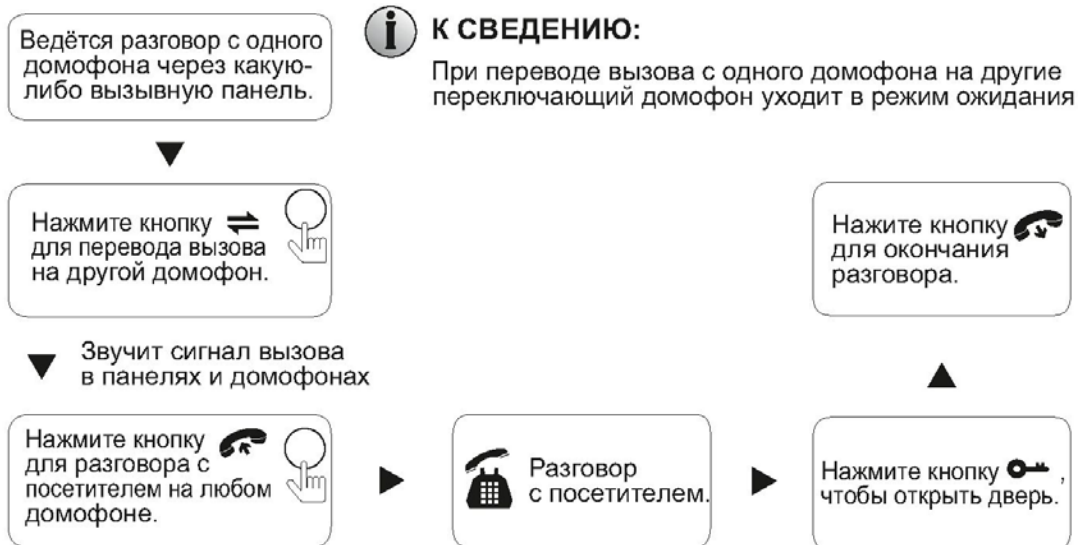 Ведётся разговор с одного
домофона через какую-
либо вызывную панель.
К СВЕДЕНИЮ:
При переводе вызова с одного домофона на другие
переключающий домофон уходит в режим ожидания
Нажмите кнопку ⇌
для перевода вызова
на другой домофон.
Звучит сигнал вызова
в панелях и домофонах
Нажмите кнопку
для разговора с
посетителем на любом
домофоне.
Разговор
с посетителем.
Нажмите кнопку ,
чтобы открыть дверь.
Нажите кнопку
для окончания
разговора.